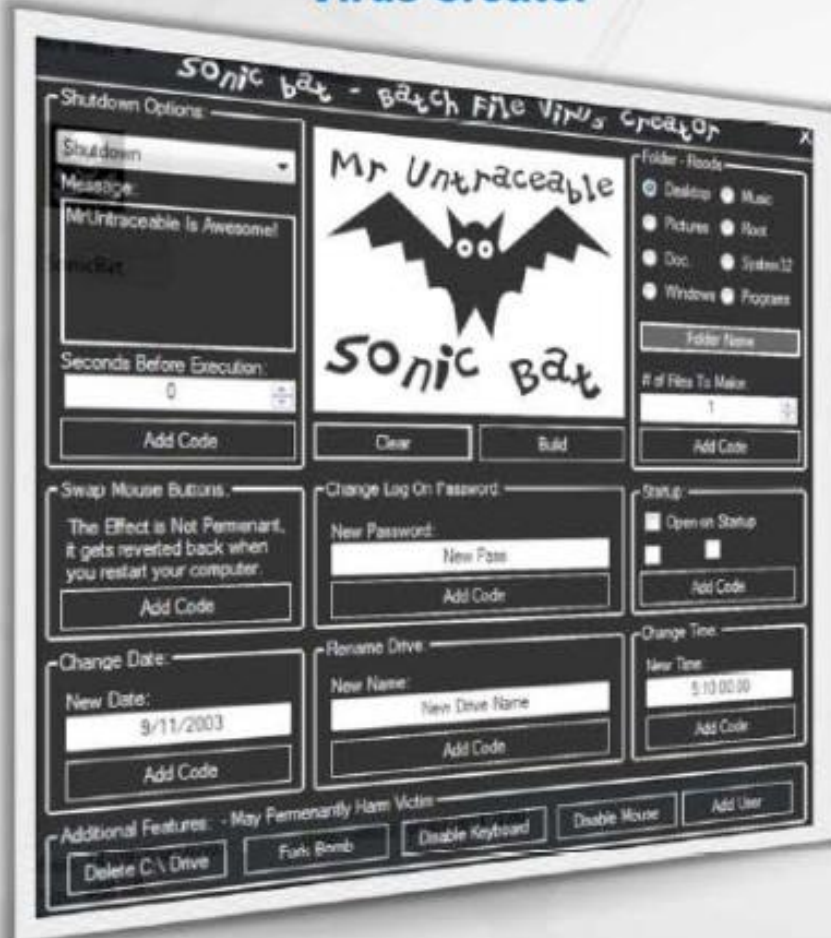 Virus Creator
sonic bat - Batch File Virus Creator
X
Shutdown Options:
Shutdown
Message:
MrUntraceable Is Awesome!
SonicBat
Seconds Before Execution:
0
Add Code
Mr Untraceable
sonic Bat
Clear
Build
Folder - Floods
Desktop
Music
Pictures
Root
Doc.
System32
Windows
Programs
Folder Name
# of Files To Make:
1
Add Code
Swap Mouse Buttons:
The Effect is Not Permenant,
it gets reverted back when
you restart your computer.
Add Code
Change Log On Password:
New Password:
New Pass
Add Code
Startup:
Open on Startup
Add Code
Change Date:
New Date:
9/11/2003
Add Code
Rename Drive:
New Name:
New Drive Name
Add Code
Change Time:
New Time:
5:10:00.00
Add Code
Additional Features: - May Permenantly Harm Victim
Delete C:\ Drive
Fork Bomb
Disable Keyboard
Disable Mouse
Add User